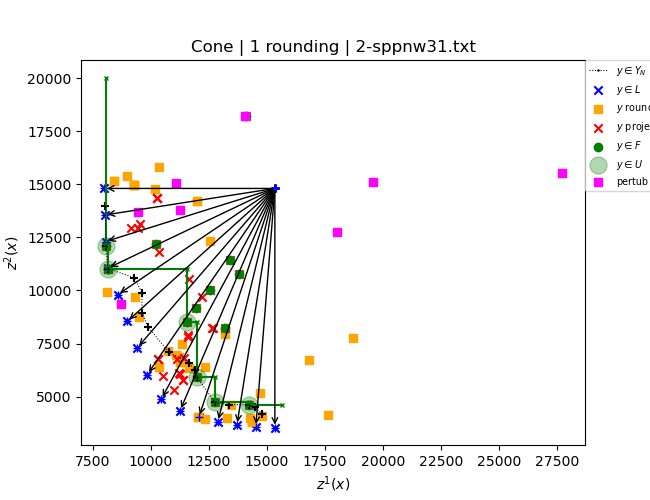 Cone | 1 rounding | 2-sppnw31.txt
z²(x)
20000
17500
15000
12500
10000
7500
5000
7500 10000 12500 15000 17500 20000 22500 25000 27500
z¹(x)
y ∈ Y_N
y ∈ L
y roun
y proje
y ∈ F
y ∈ U
pertub